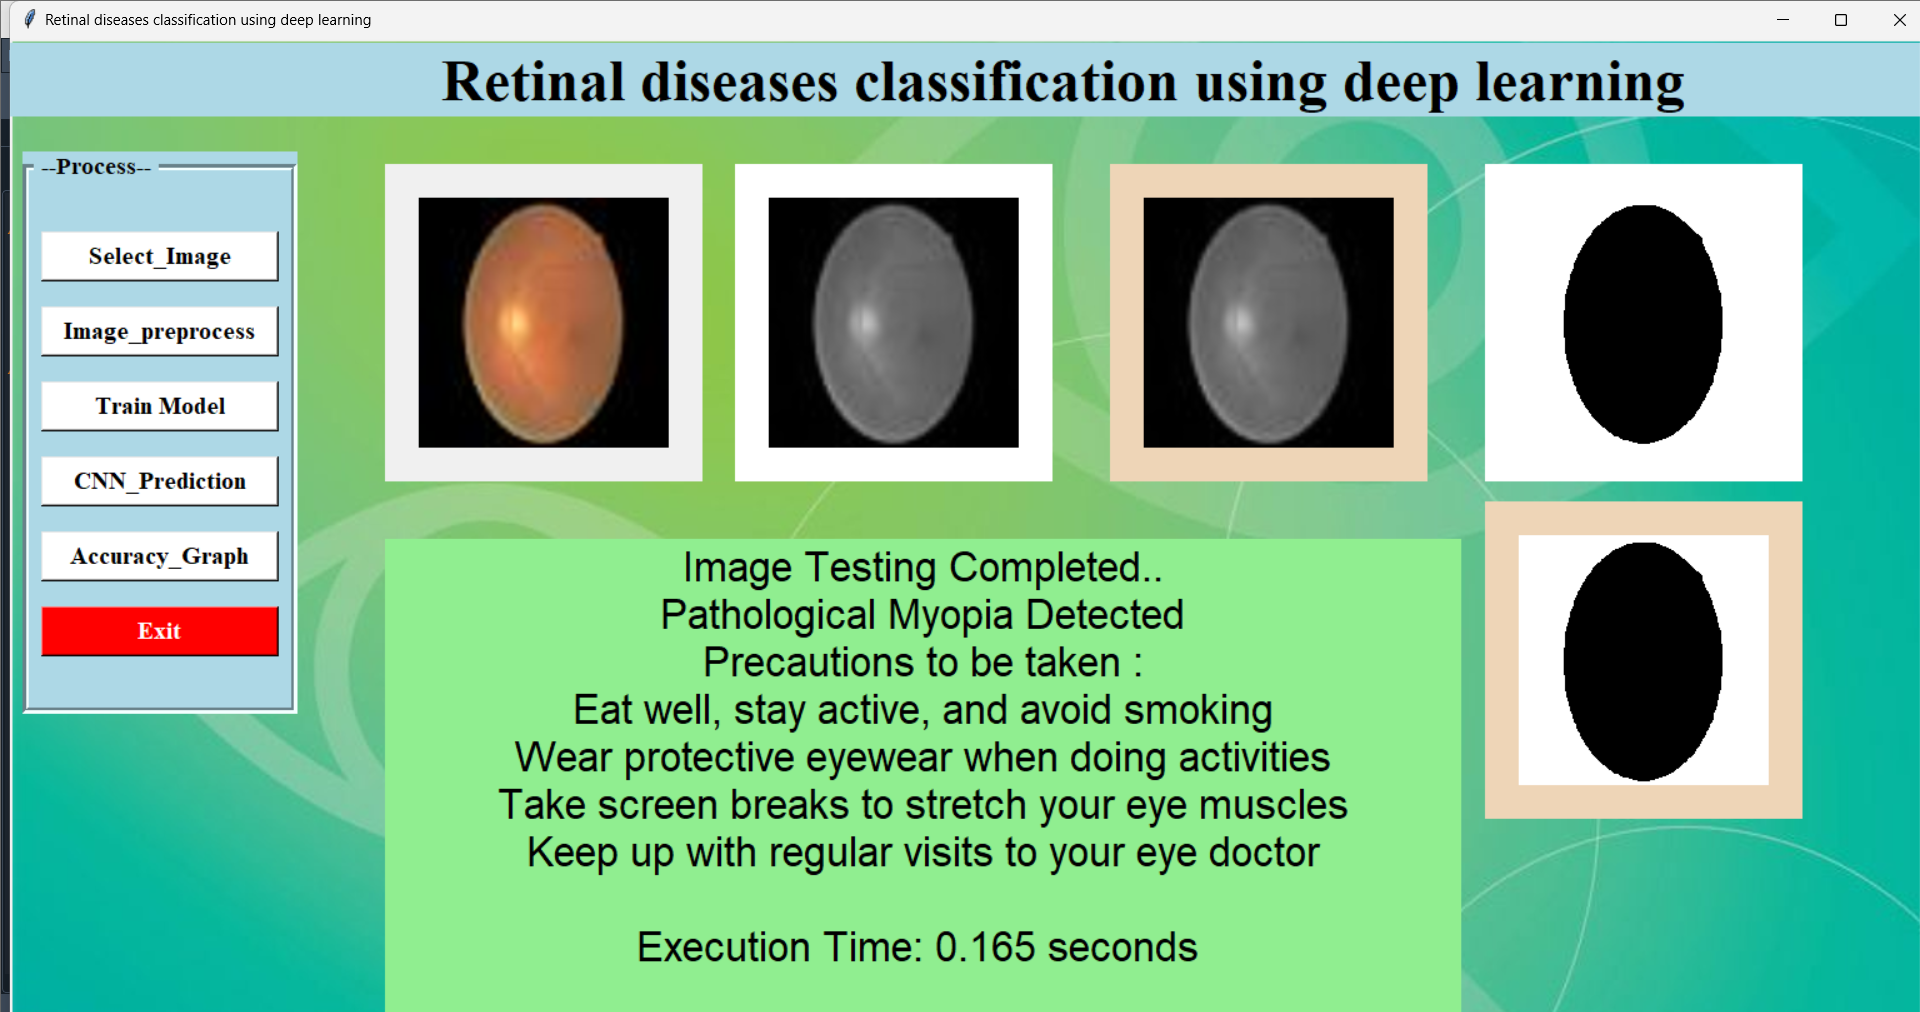 Retinal diseases classification using deep learning
Retinal diseases classification using deep learning
--Process--
Select_Image
Image_preprocess
Train Model
CNN_Prediction
Accuracy_Graph
Exit
Image Testing Completed..
Pathological Myopia Detected
Precautions to be taken :
Eat well, stay active, and avoid smoking
Wear protective eyewear when doing activities
Take screen breaks to stretch your eye muscles
Keep up with regular visits to your eye doctor
Execution Time: 0.165 seconds